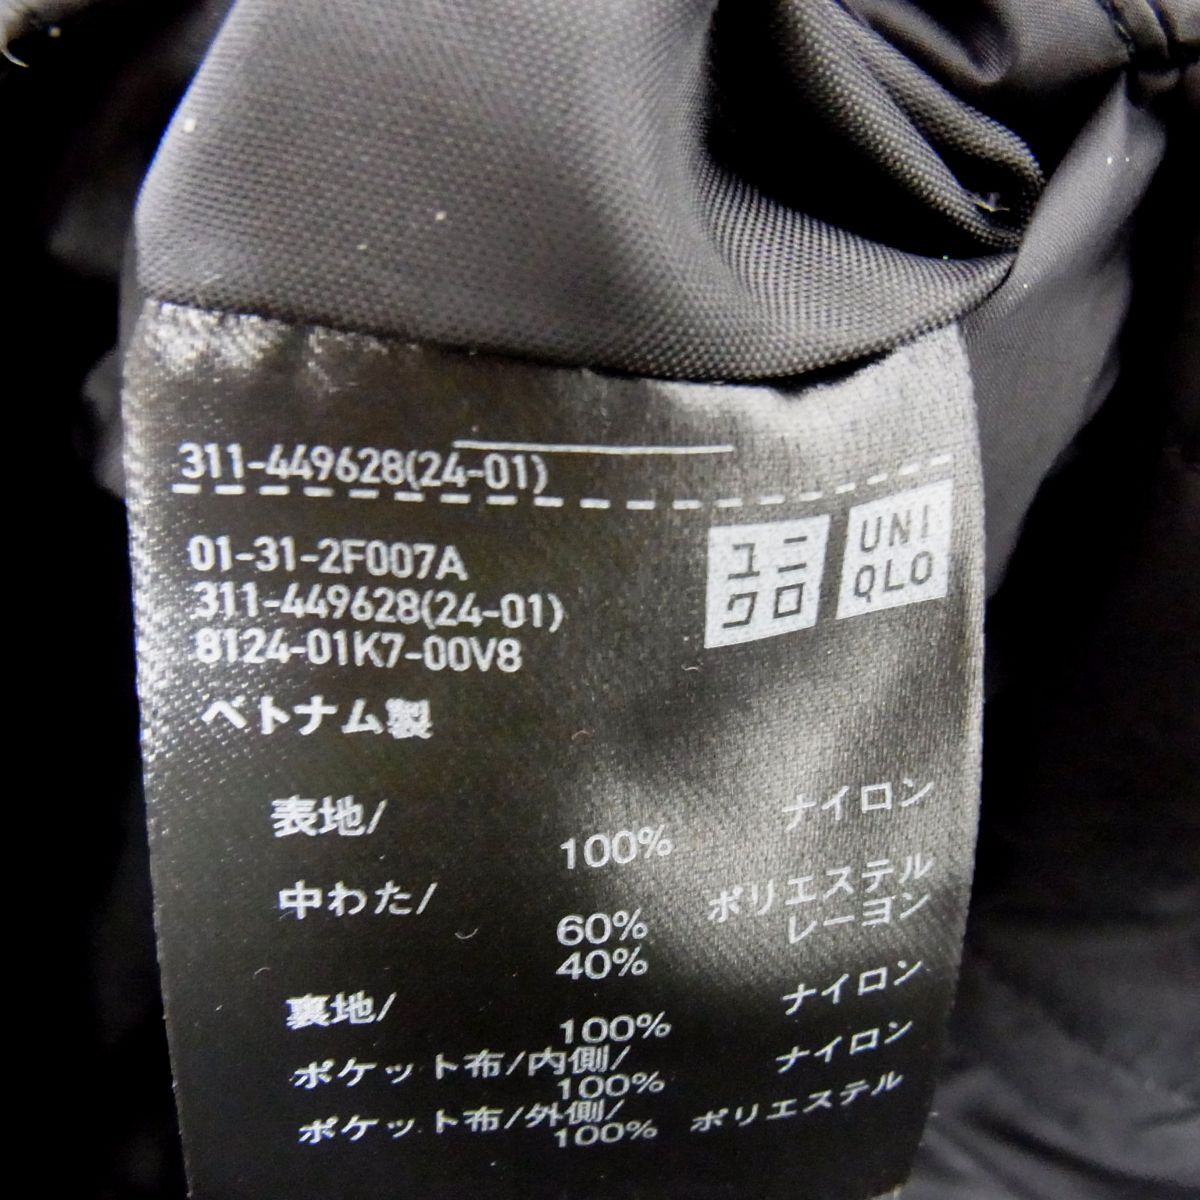 311-449628(24-01)
01-31-2F007A
311-449628(24-01)
8124-01K7-00V8
ユニ
クロ
UNI
QLO
ベトナム製
表地/
100% ナイロン
中わた/
60% ポリエステル
40% レーヨン
裏地/
100% ナイロン
ポケット布/内側/
100% ナイロン
ポケット布/外側/
100% ポリエステル